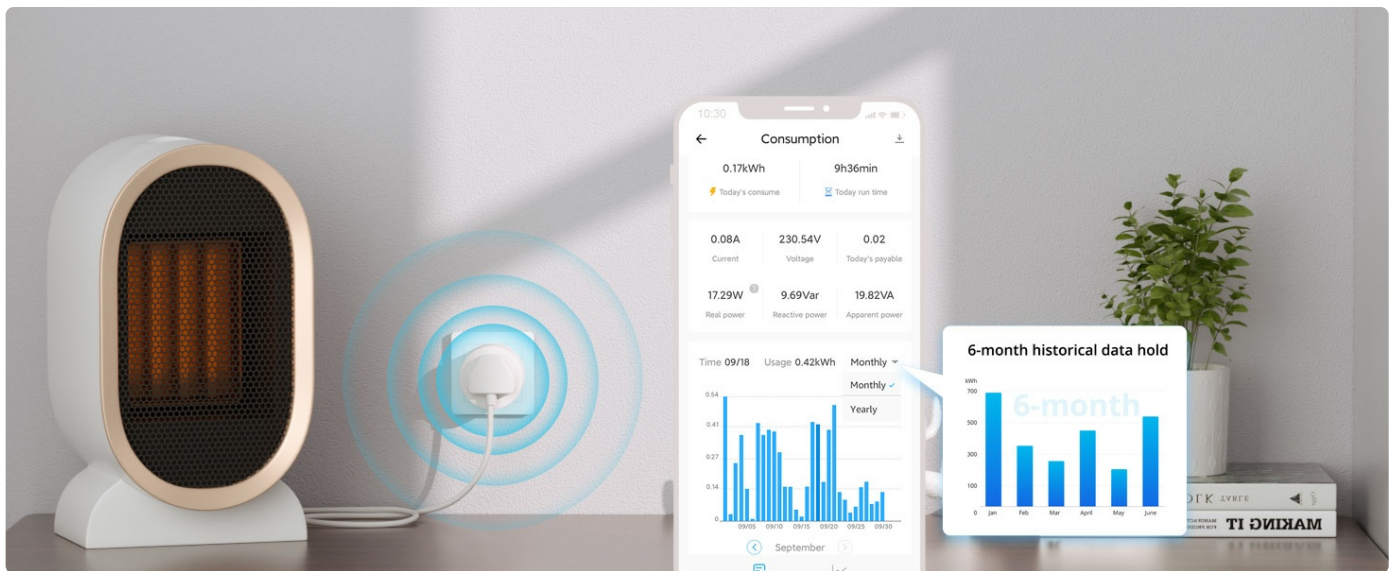 10:30
Consumption
0.17kWh 9h36min
Today's consume Today run time
0.08A 230.54V 0.02
Current Voltage Today's payable
17.29W 9.69Var 19.82VA
Real power Reactive power Apparent power
Time 09/18 Usage 0.42kWh Monthly
Monthly
Yearly
0.54
0.41
0.27
0.14
0
09/05 09/10 09/15 09/20 09/25 09/30
September
6-month historical data hold
kWh
6-month
700
500
300
100
0
Jan Feb Mar April May June
MAKING IT